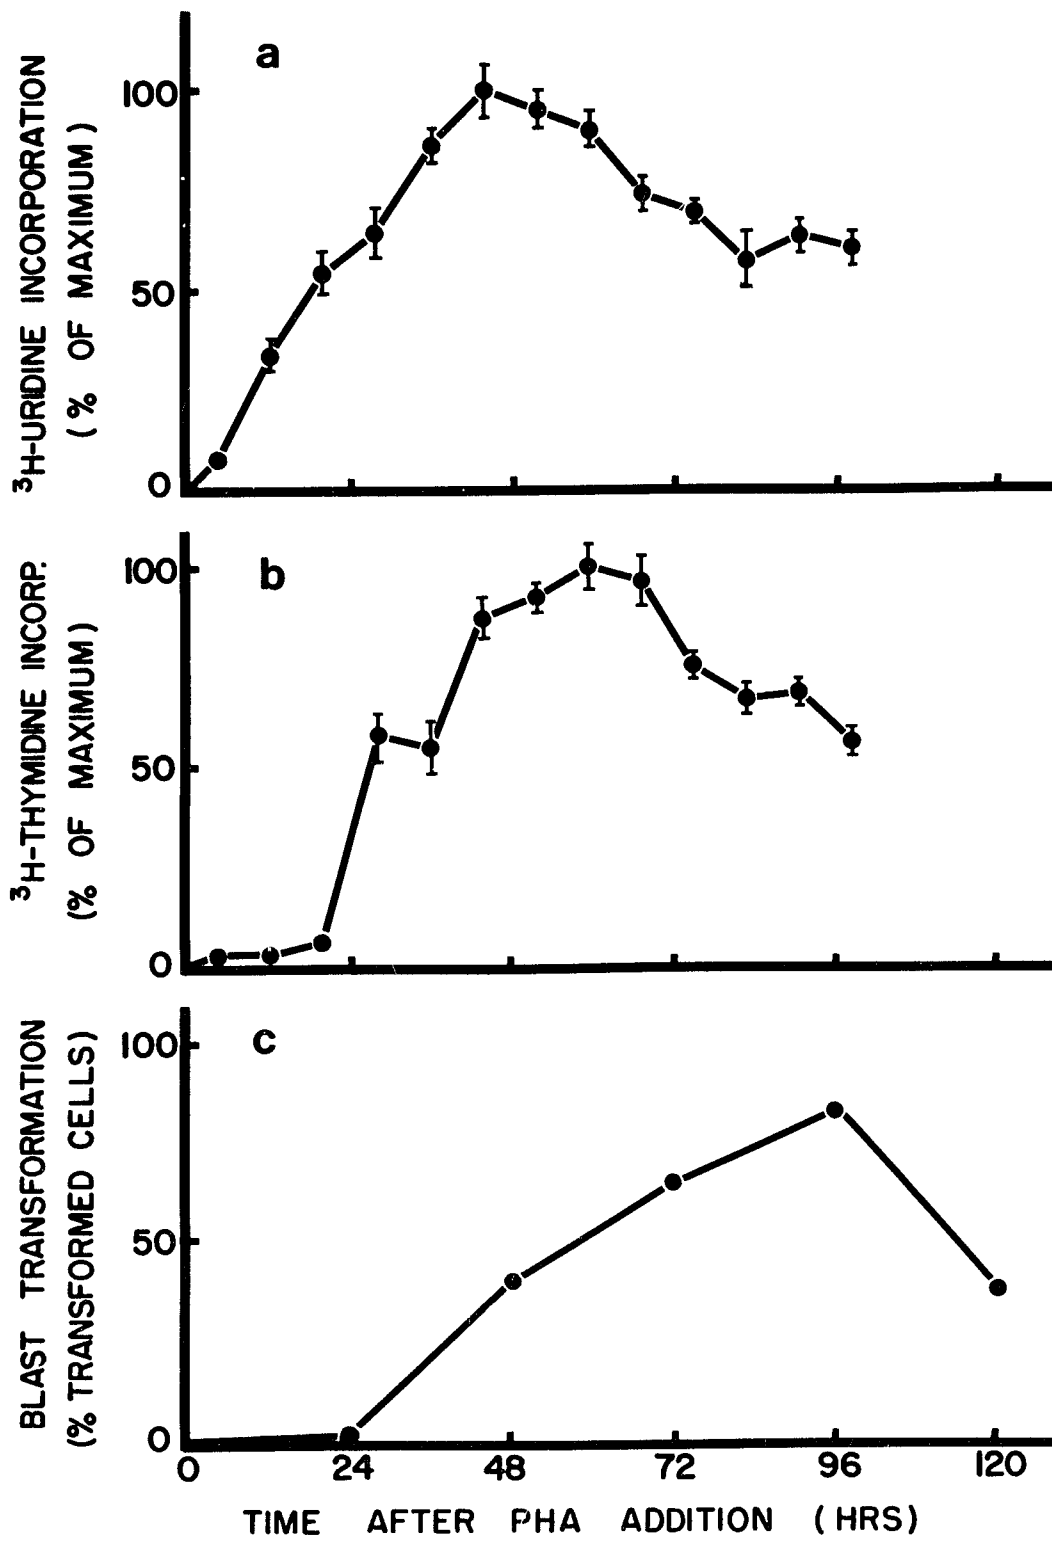 a
³H-URIDINE INCORPORATION
(% OF MAXIMUM)
100
50
0
b
³H-THYMIDINE INCORP.
(% OF MAXIMUM)
100
50
0
c
BLAST TRANSFORMATION
(% TRANSFORMED CELLS)
100
50
0
0 24 48 72 96 120
TIME AFTER PHA ADDITION (HRS)